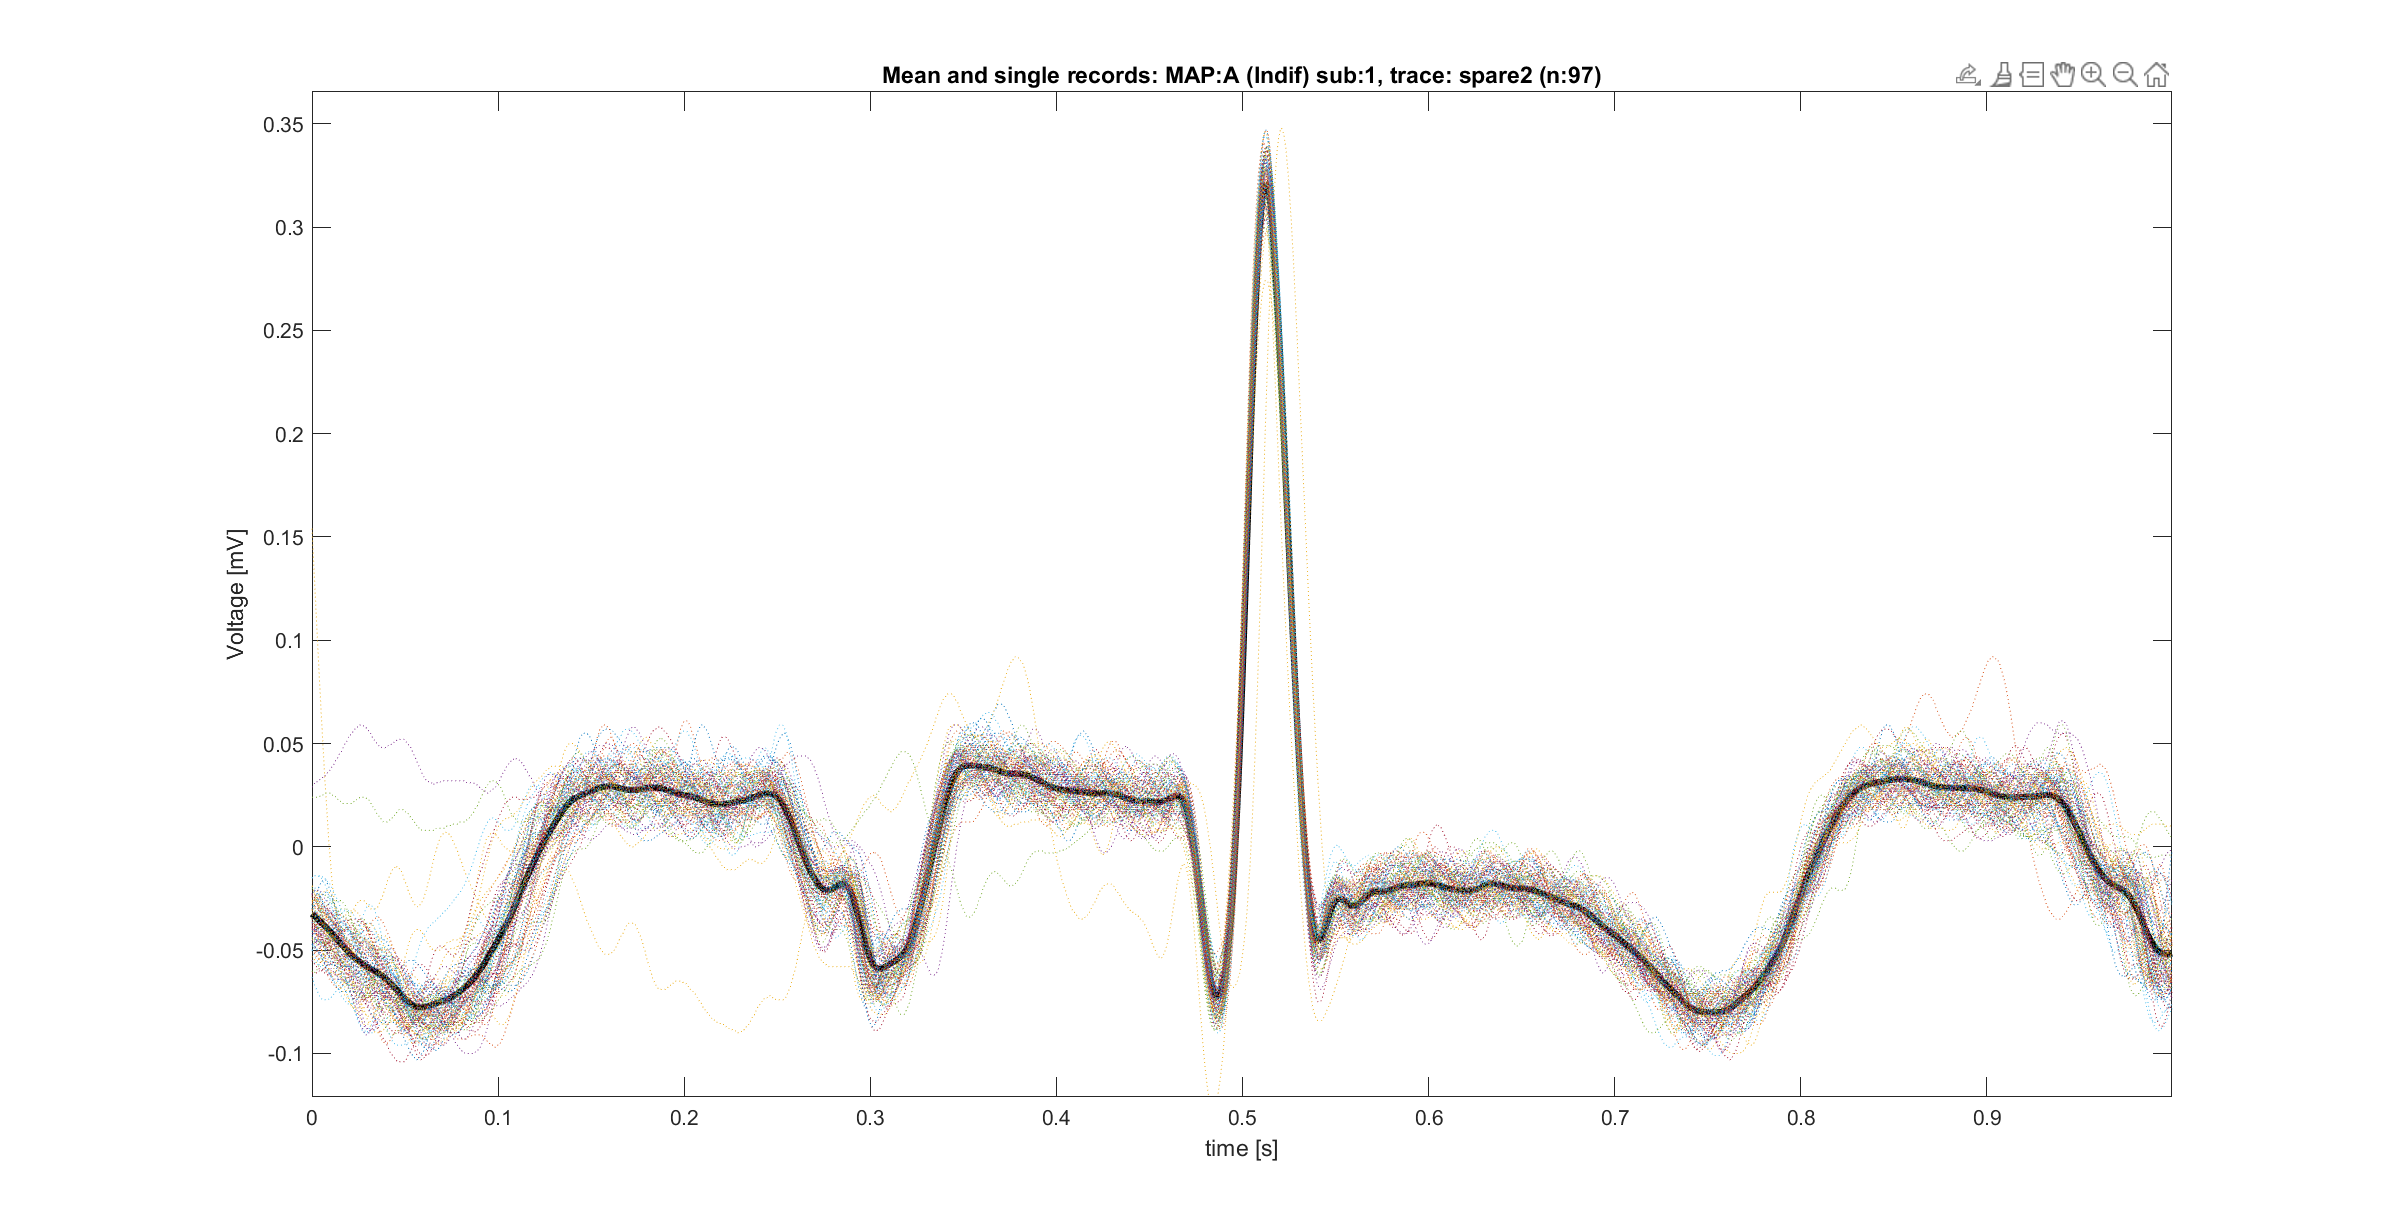 Mean and single records: MAP:A (Indif) sub:1, trace: spare2 (n:97)
0.35
0.3
0.25
0.2
0.15
0.1
0.05
0
-0.05
-0.1
Voltage [mV]
0 0.1 0.2 0.3 0.4 0.5 0.6 0.7 0.8 0.9
time [s]